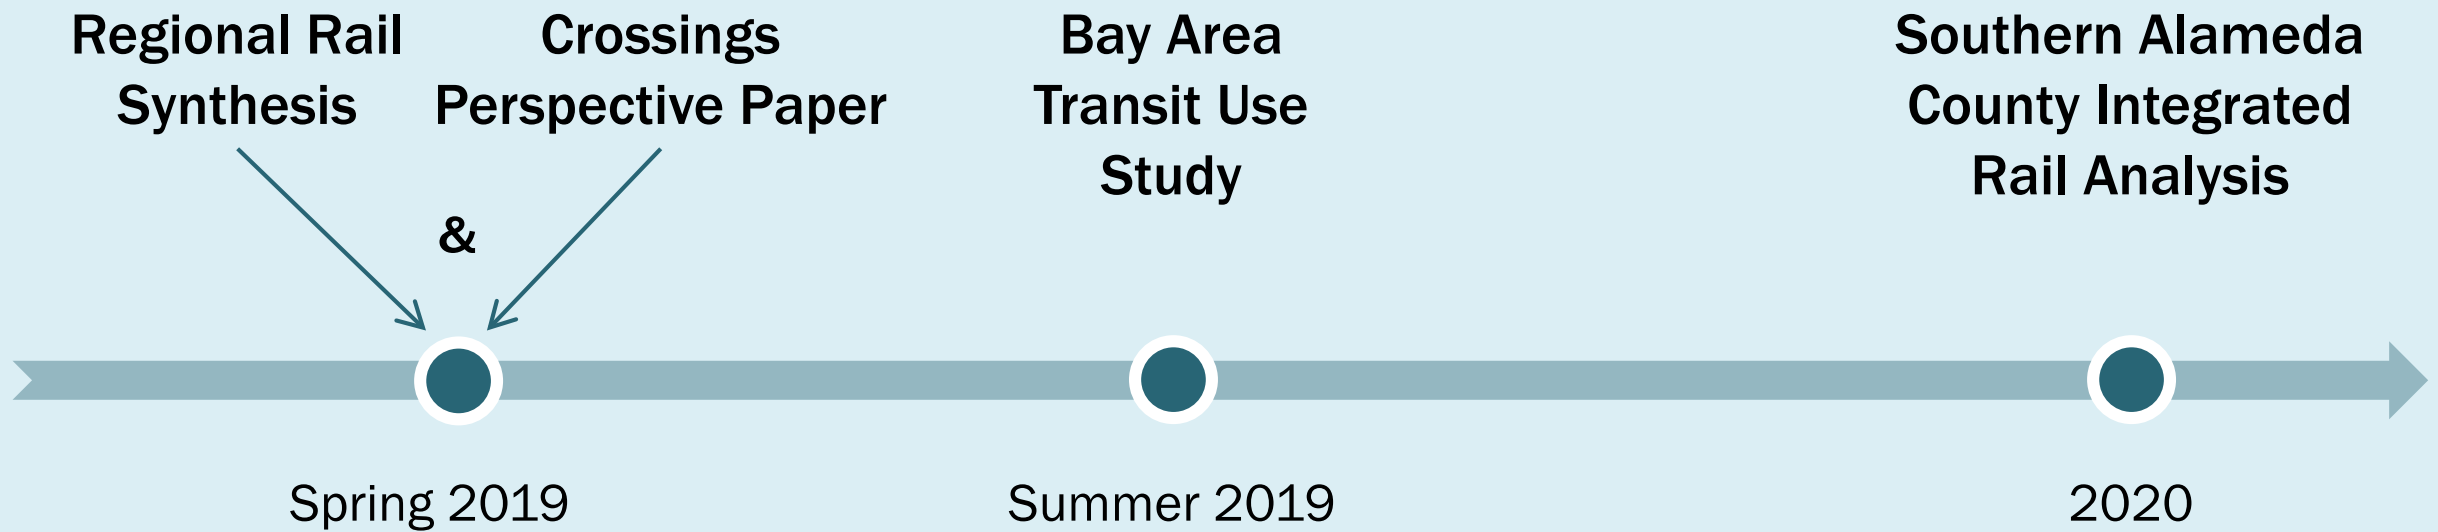 Regional Rail
Synthesis
&
Crossings
Perspective Paper
Bay Area
Transit Use
Study
Southern Alameda
County Integrated
Rail Analysis
Spring 2019
Summer 2019
2020